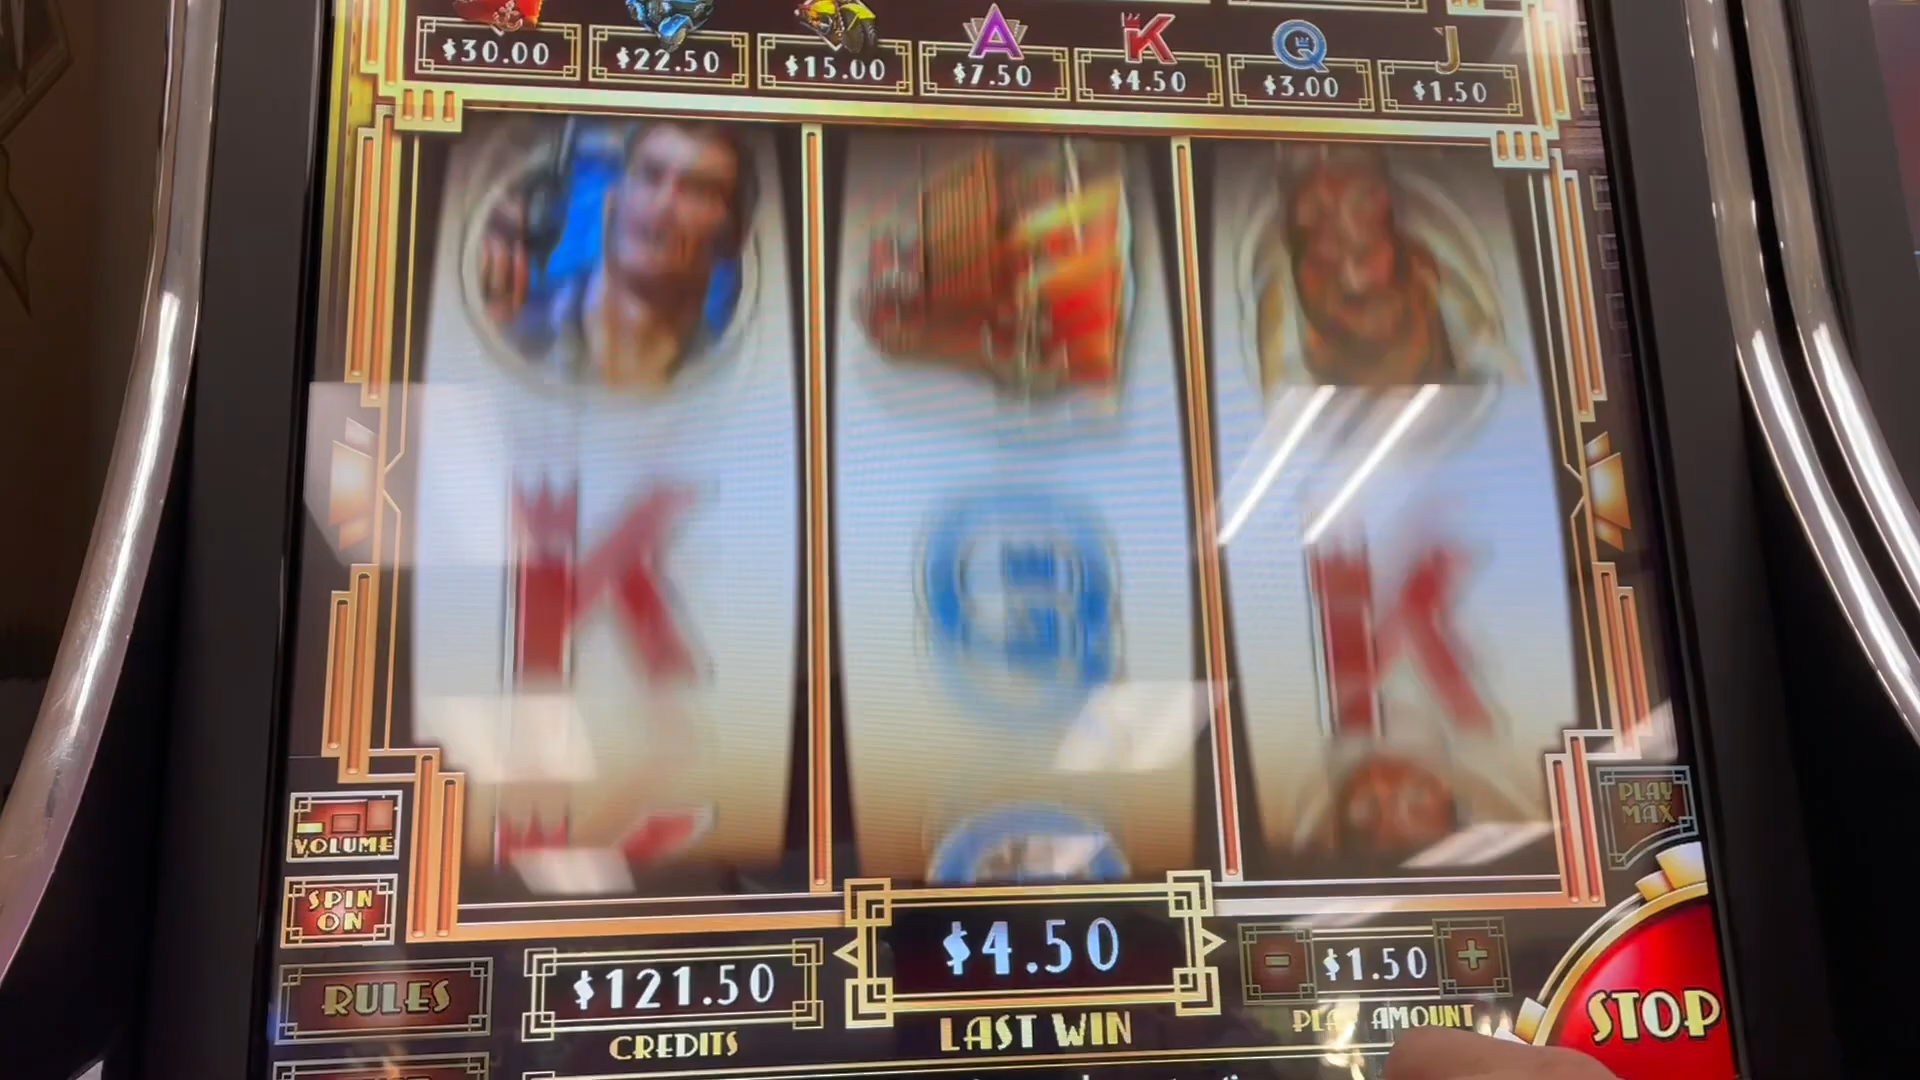 A K Q J
$30.00 $22.50 $15.00 $7.50 $4.50 $3.00 $1.50
K Q K
K
PLAY
MAX
VOLUME
SPIN
ON
RULES
$121.50
CREDITS
$4.50
LAST WIN
- $1.50 +
PLAY AMOUNT
STOP